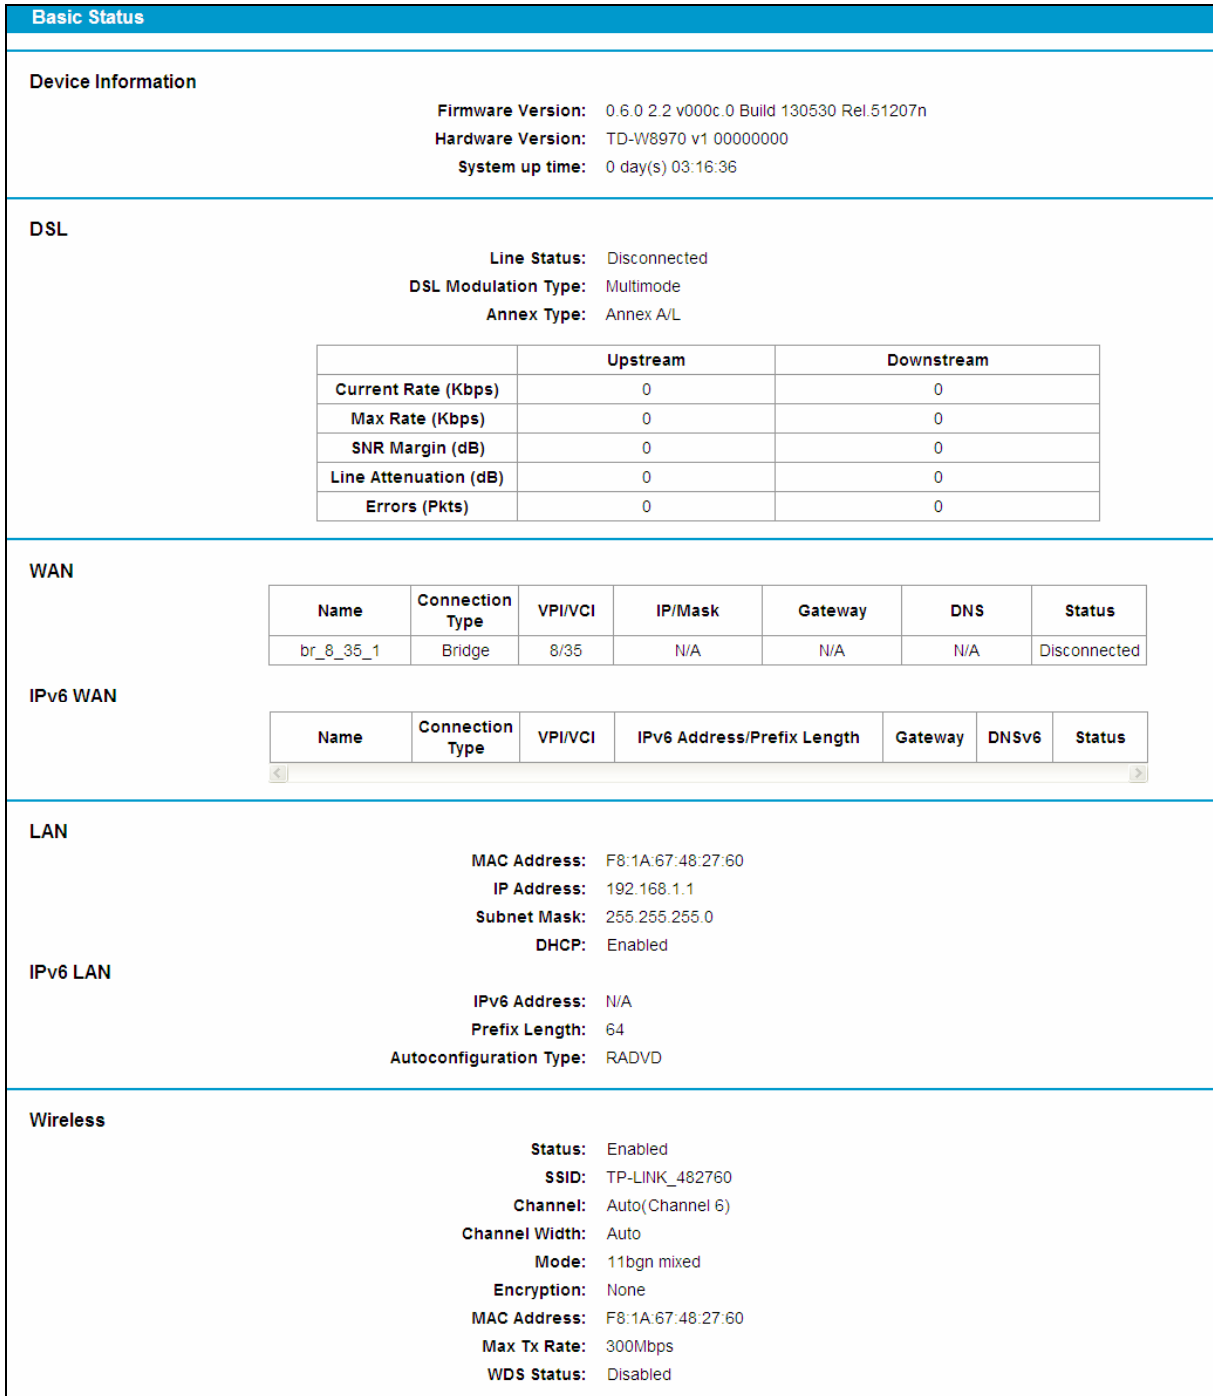 Basic Status
Device Information
Firmware Version: 0.6.0 2.2 v000c.0 Build 130530 Rel.51207n
Hardware Version: TD-W8970 v1 00000000
System up time: 0 day(s) 03:16:36
DSL
Line Status: Disconnected
DSL Modulation Type: Multimode
Annex Type: Annex A/L
Upstream Downstream
Current Rate (Kbps) 0 0
Max Rate (Kbps) 0 0
SNR Margin (dB) 0 0
Line Attenuation (dB) 0 0
Errors (Pkts) 0 0
WAN
Name Connection Type VPI/VCI IP/Mask Gateway DNS Status
br_8_35_1 Bridge 8/35 N/A N/A N/A Disconnected
IPv6 WAN
Name Connection Type VPI/VCI IPv6 Address/Prefix Length Gateway DNSv6 Status
LAN
MAC Address: F8:1A:67:48:27:60
IP Address: 192.168.1.1
Subnet Mask: 255.255.255.0
DHCP: Enabled
IPv6 LAN
IPv6 Address: N/A
Prefix Length: 64
Autoconfiguration Type: RADVD
Wireless
Status: Enabled
SSID: TP-LINK_482760
Channel: Auto(Channel 6)
Channel Width: Auto
Mode: 11bgn mixed
Encryption: None
MAC Address: F8:1A:67:48:27:60
Max Tx Rate: 300Mbps
WDS Status: Disabled